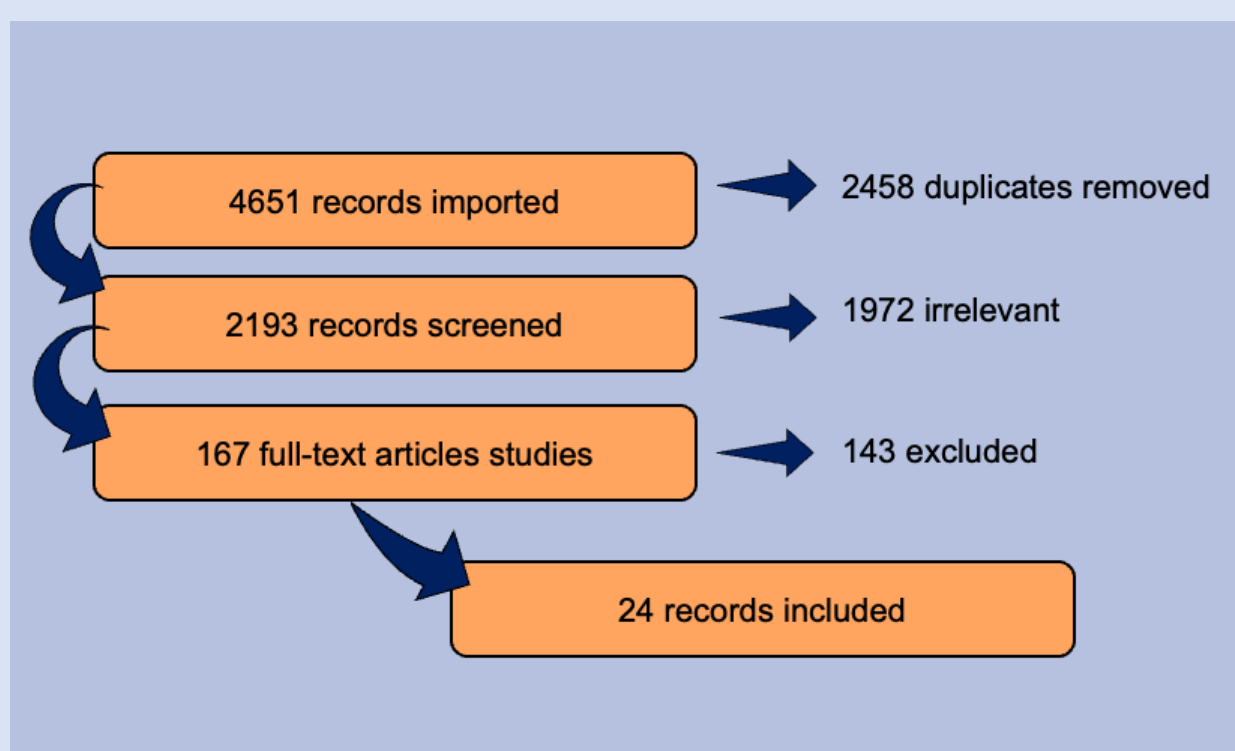 4651 records imported
2458 duplicates removed
2193 records screened
1972 irrelevant
167 full-text articles studies
143 excluded
24 records included